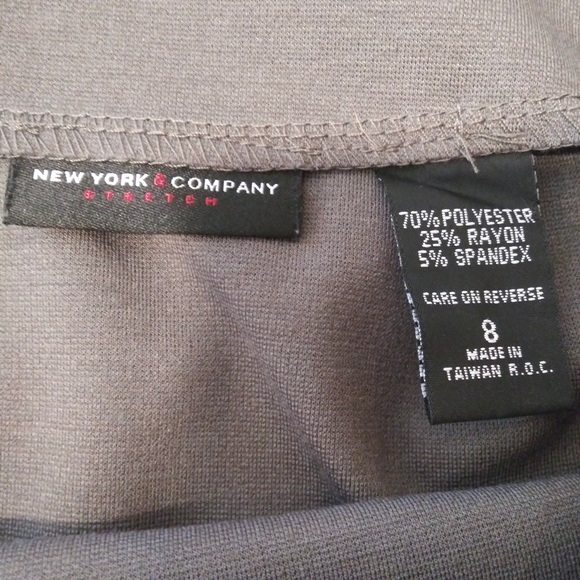 NEW YORK & COMPANY
STRETCH
70% POLYESTER
25% RAYON
5% SPANDEX
CARE ON REVERSE
8
MADE IN
TAIWAN R.O.C.